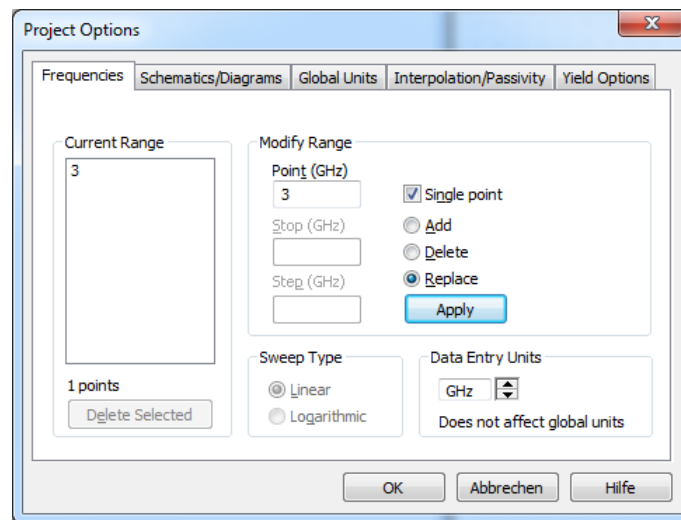 Project Options
Frequencies Schematics/Diagrams Global Units Interpolation/Passivity Yield Options
Current Range
3
1 points
Delete Selected
Modify Range
Point (GHz)
3
Single point
Stop (GHz)
Add
Delete
Step (GHz)
Replace
Apply
Sweep Type
Linear
Logarithmic
Data Entry Units
GHz
Does not affect global units
OK Abbrechen Hilfe